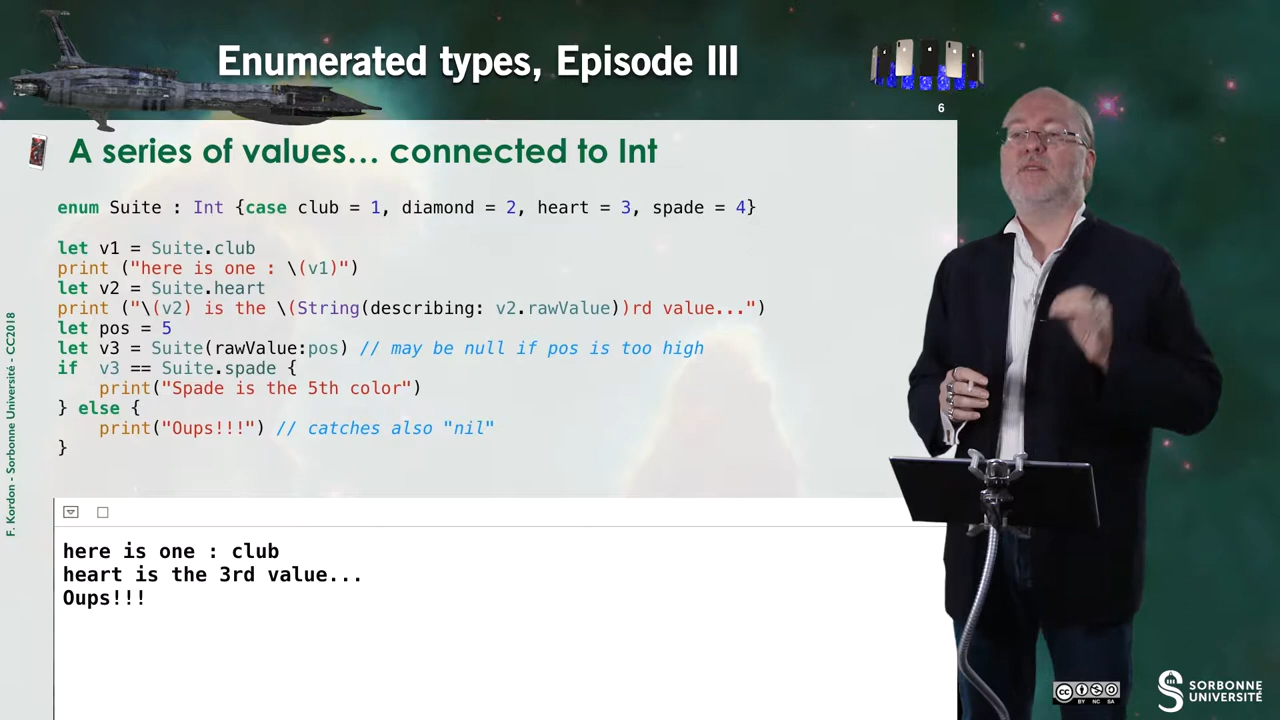 Enumerated types, Episode III
6
A series of values... connected to Int
enum Suite : Int {case club = 1, diamond = 2, heart = 3, spade = 4}
let v1 = Suite.club
print ("here is one : \(v1)")
let v2 = Suite.heart
print ("\(v2) is the \(String(describing: v2.rawValue))rd value...")
let pos = 5
let v3 = Suite(rawValue:pos) // may be null if pos is too high
if  v3 == Suite.spade {
    print("Spade is the 5th color")
} else {
    print("Oups!!!") // catches also "nil"
}
here is one : club
heart is the 3rd value...
Oups!!!
F. Kordon - Sorbonne Université - CC2018
CC BY NC SA
SORBONNE
UNIVERSITÉ